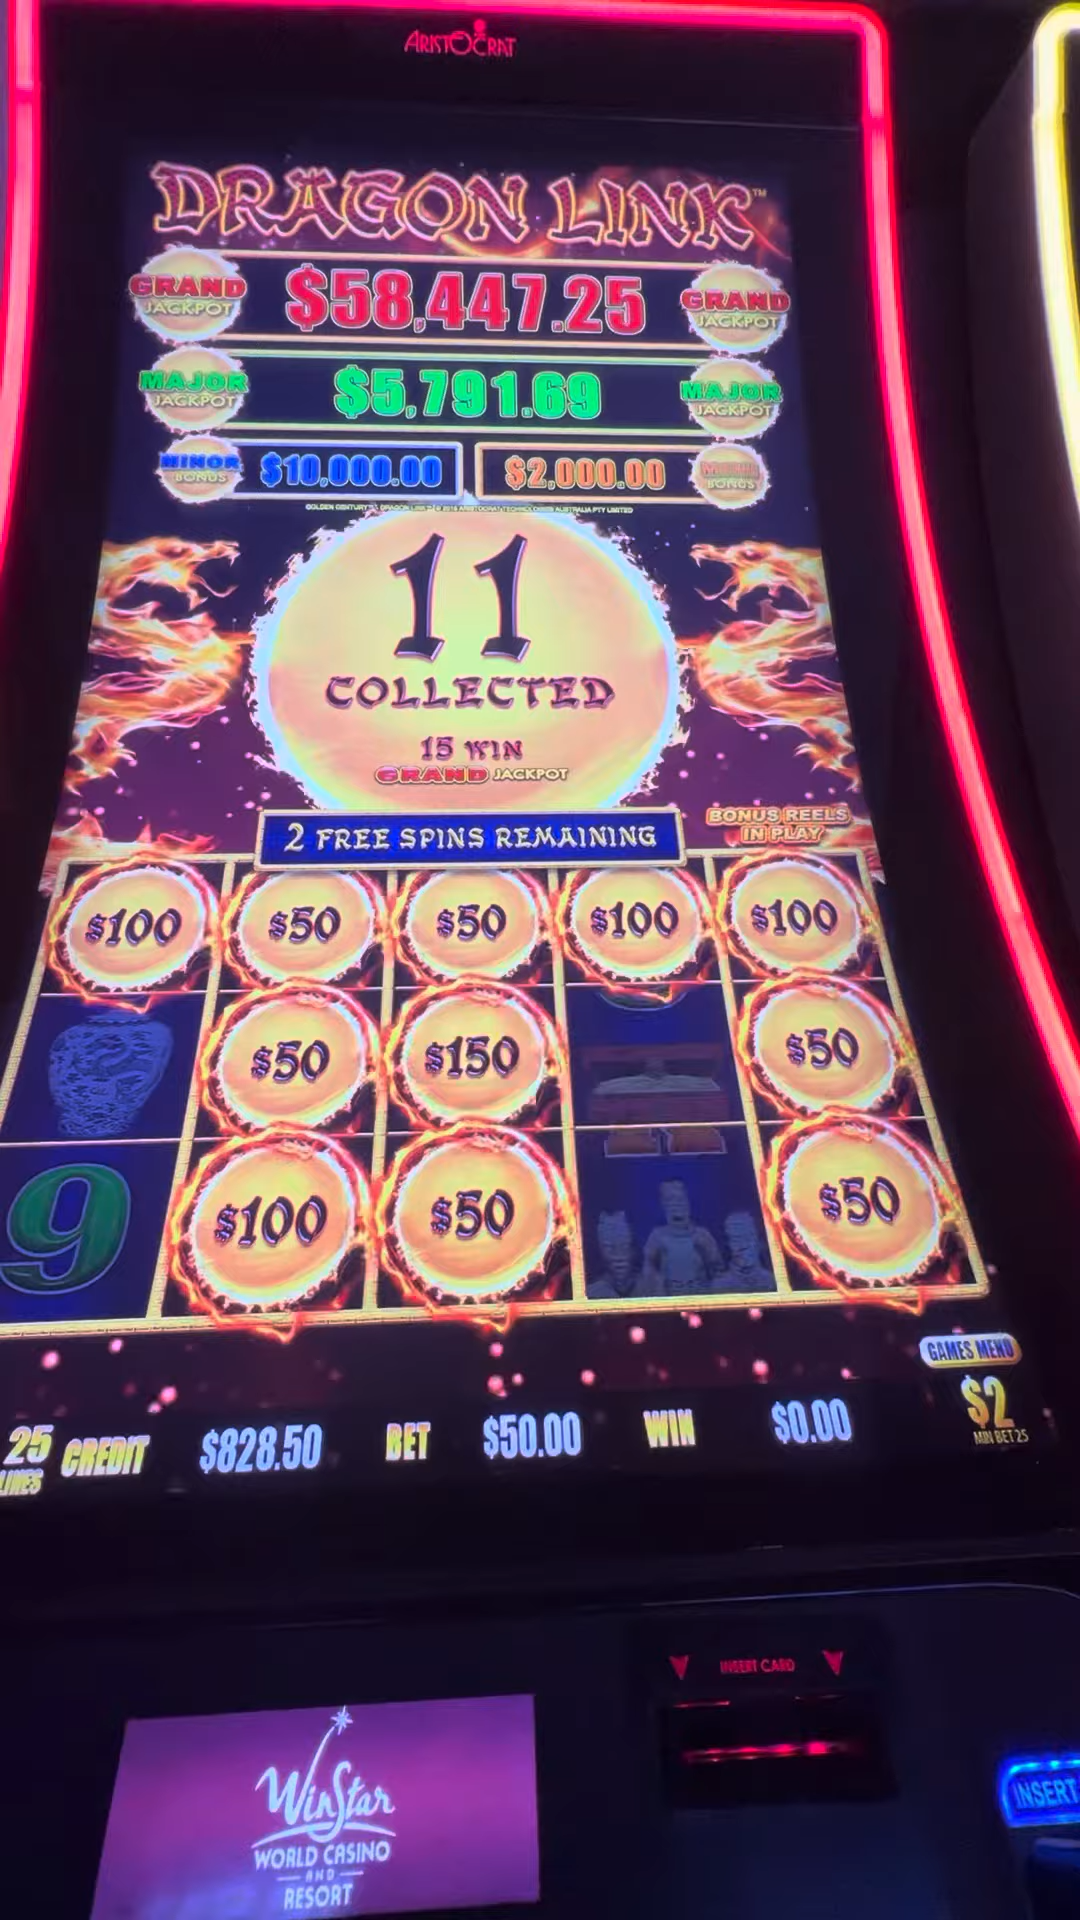 ARISTOCRAT
DRAGON LINK™
GRAND JACKPOT $58,447.25 GRAND JACKPOT
MAJOR JACKPOT $5,791.69 MAJOR JACKPOT
MINOR BONUS $10,000.00 $2,000.00 BONUS
11
COLLECTED
15 WIN
GRAND JACKPOT
2 FREE SPINS REMAINING
BONUS REELS
IN PLAY
$100 $50 $50 $100 $100
$50 $150 $50
9 $100 $50 $50
GAMES MENU
$2
MIN BET 25
25 LINES CREDIT $828.50 BET $50.00 WIN $0.00
INSERT CARD
INSERT
WinStar
WORLD CASINO
AND
RESORT